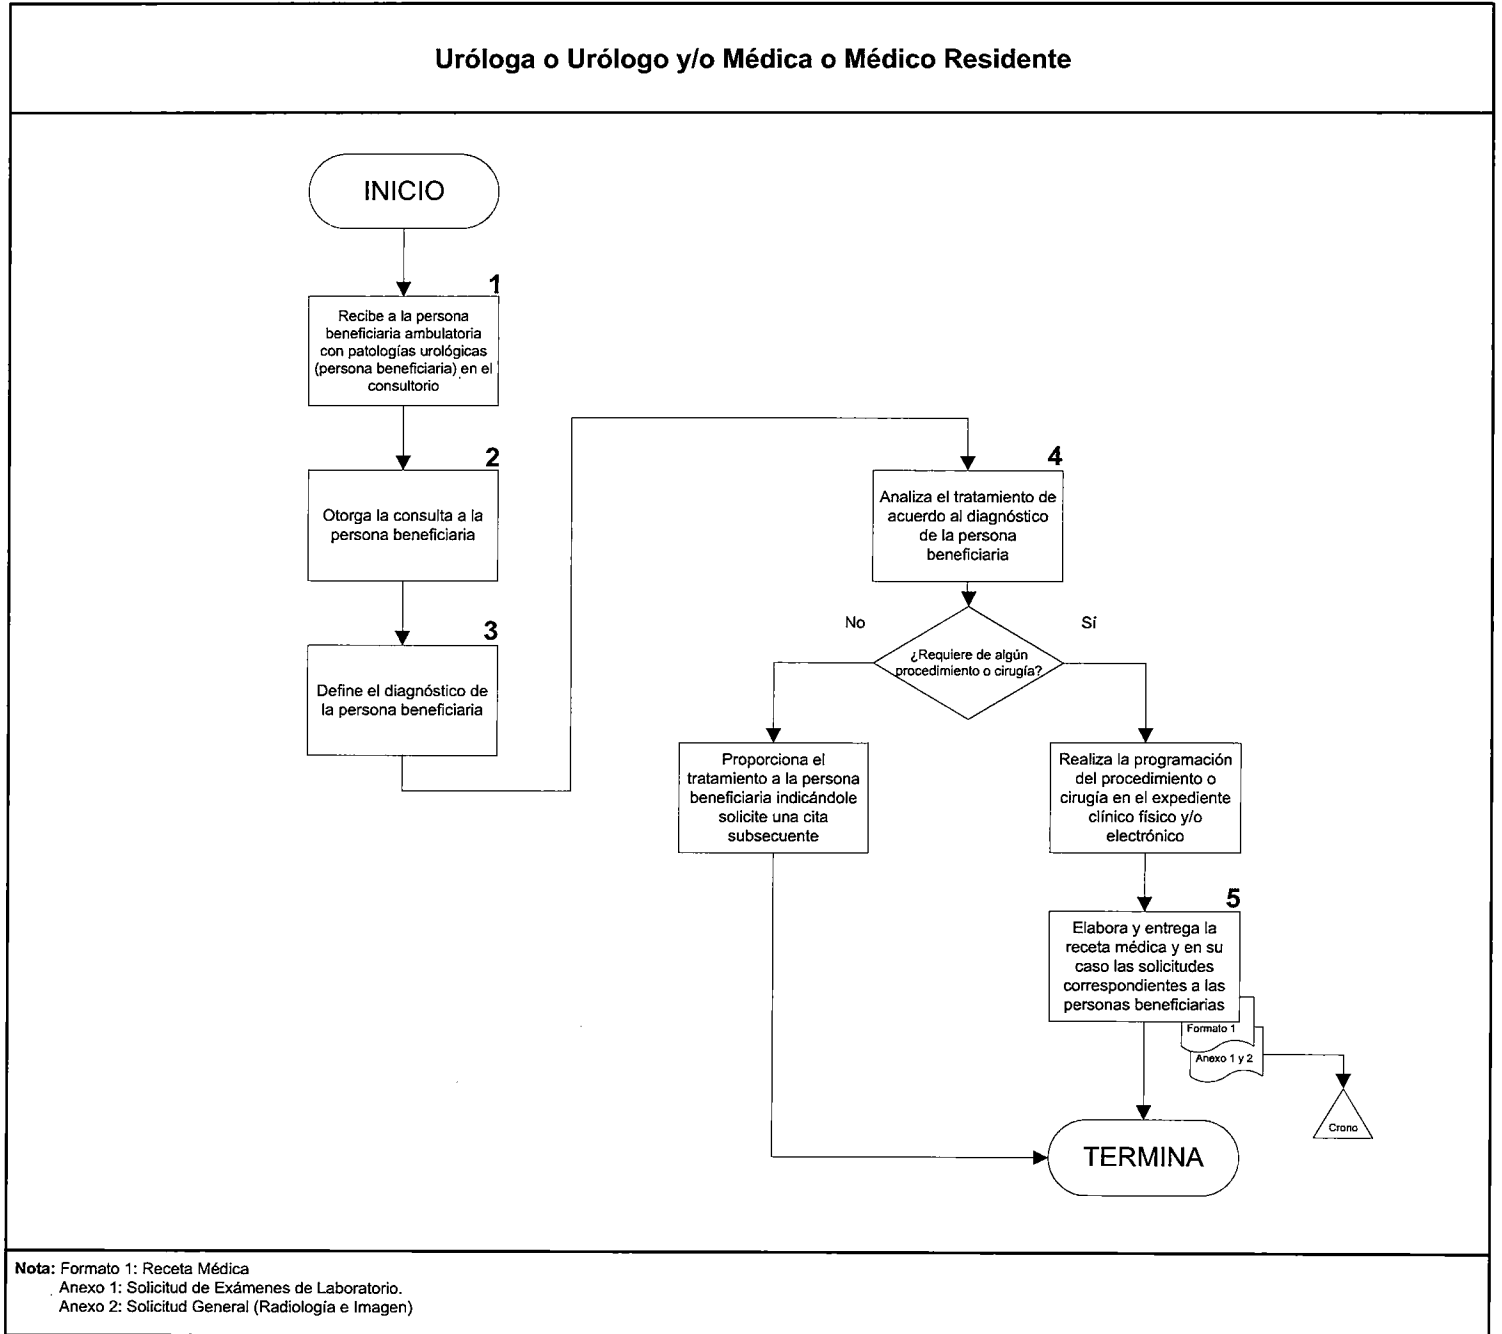 Uróloga o Urólogo y/o Médica o Médico Residente
INICIO
1
Recibe a la persona
beneficiaria ambulatoria
con patologías urológicas
(persona beneficiaria) en el
consultorio
2
Otorga la consulta a la
persona beneficiaria
3
Define el diagnóstico de
la persona beneficiaria
4
Analiza el tratamiento de
acuerdo al diagnóstico
de la persona
beneficiaria
No
Sí
¿Requiere de algún
procedimiento o cirugía?
Proporciona el
tratamiento a la persona
beneficiaria indicándole
solicite una cita
subsecuente
Realiza la programación
del procedimiento o
cirugía en el expediente
clínico físico y/o
electrónico
5
Elabora y entrega la
receta médica y en su
caso las solicitudes
correspondientes a las
personas beneficiarias
Formato 1
Anexo 1 y 2
Crono
TERMINA
Nota: Formato 1: Receta Médica
Anexo 1: Solicitud de Exámenes de Laboratorio.
Anexo 2: Solicitud General (Radiología e Imagen)